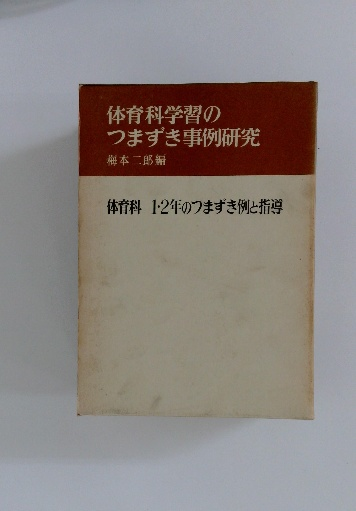 体育科学習の
つまずき事例研究
梅本二郎編
体育科 1・2年のつまずき例と指導